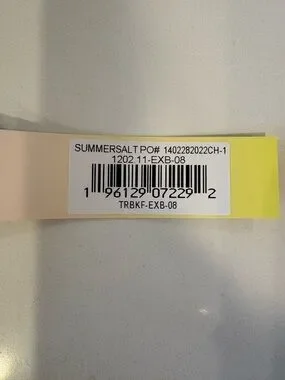 SUMMERSALT PO# 1402282022CH-1
1202.11-EXB-08
1 96129 07229 2
TRBKF-EXB-08